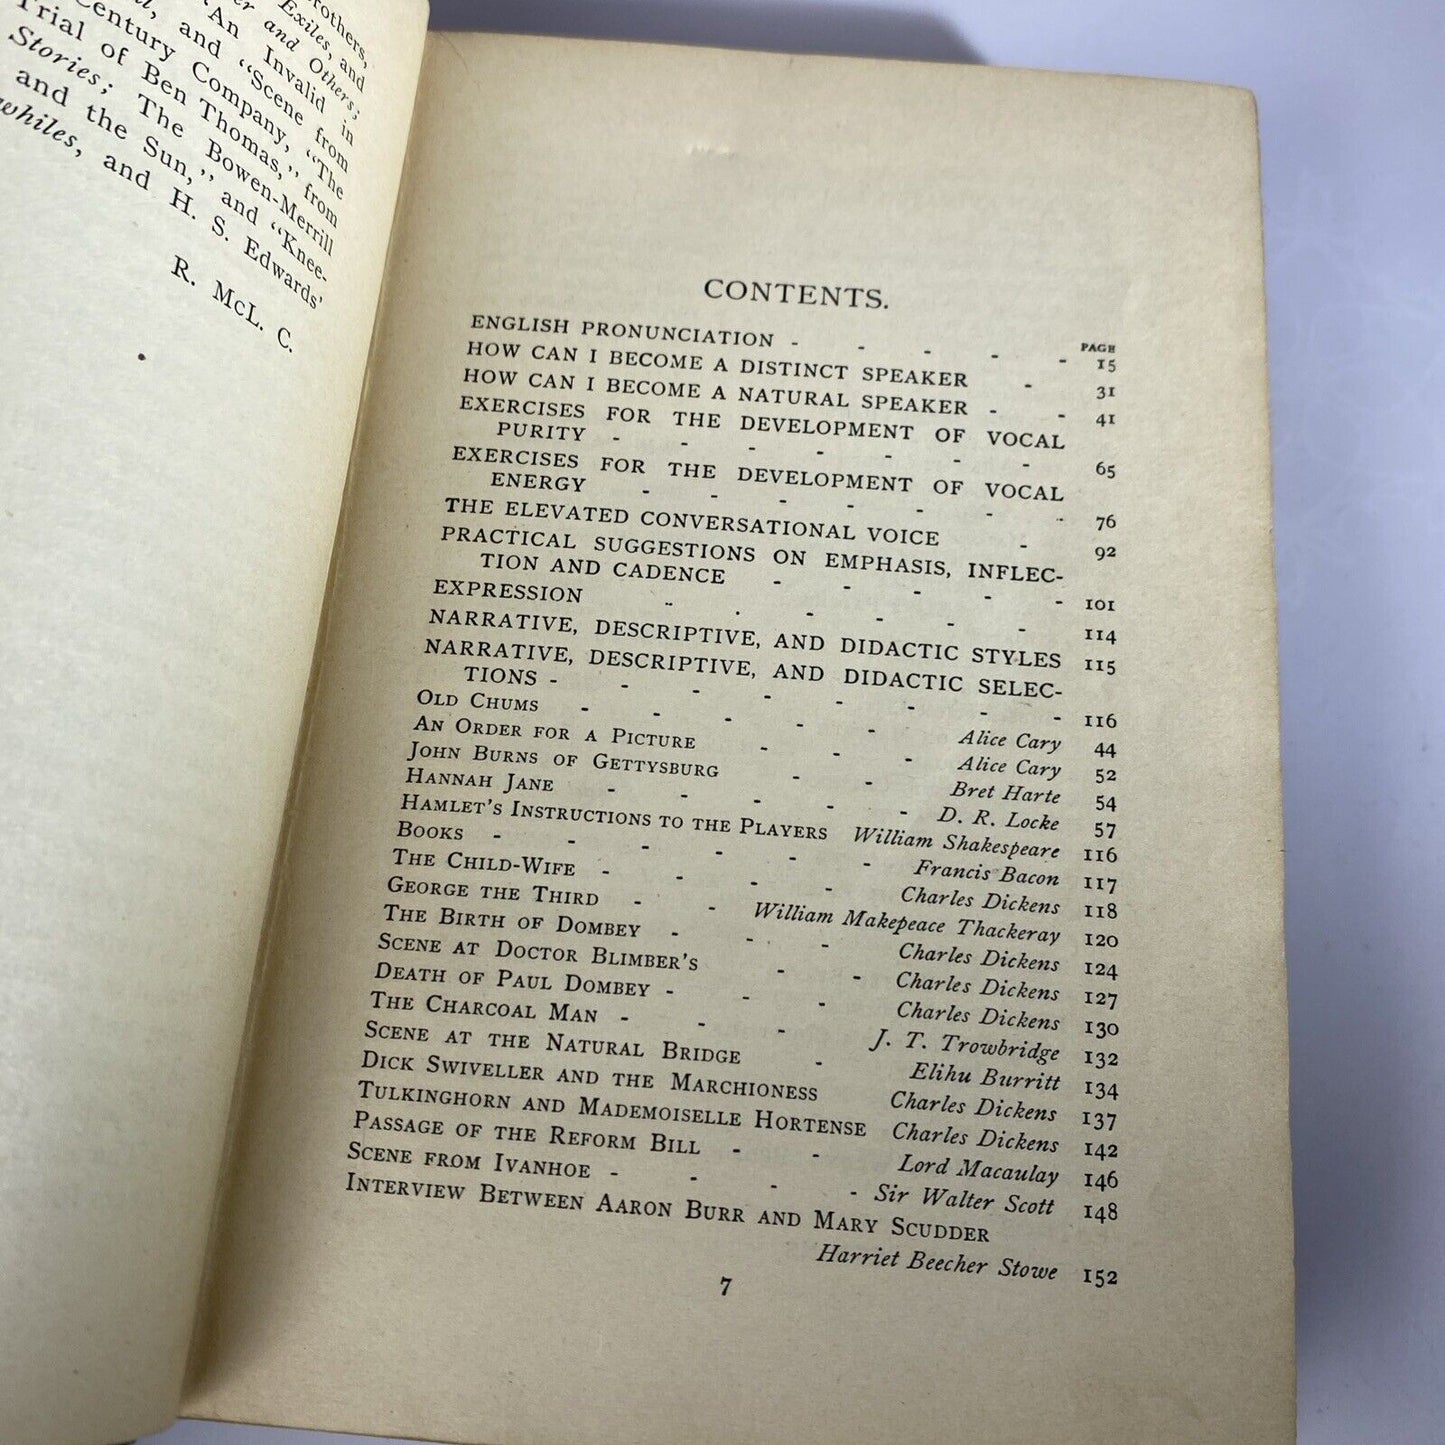 rothers,
Exiles, and
er and Others;
"An Invalid in
l, and "Scene from
Century Company, "The
Trial of Ben Thomas," from
Stories; The Bowen-Merrill
and the Sun," and "Knee-
whiles, and H. S. Edwards'
R. McL. C.
CONTENTS.
PAGE
ENGLISH PRONUNCIATION - - - - - 15
HOW CAN I BECOME A DISTINCT SPEAKER - 31
HOW CAN I BECOME A NATURAL SPEAKER - - 41
EXERCISES FOR THE DEVELOPMENT OF VOCAL
PURITY - - - - - - - 65
EXERCISES FOR THE DEVELOPMENT OF VOCAL
ENERGY - - - - - - - 76
THE ELEVATED CONVERSATIONAL VOICE - 92
PRACTICAL SUGGESTIONS ON EMPHASIS, INFLEC-
TION AND CADENCE - - - - - 101
EXPRESSION - - - - - - 114
NARRATIVE, DESCRIPTIVE, AND DIDACTIC STYLES 115
NARRATIVE, DESCRIPTIVE, AND DIDACTIC SELEC-
TIONS - - - - - - - - 116
OLD CHUMS - - - - - Alice Cary 44
AN ORDER FOR A PICTURE - - - Alice Cary 52
JOHN BURNS OF GETTYSBURG - - Bret Harte 54
HANNAH JANE - - - - - D. R. Locke 57
HAMLET'S INSTRUCTIONS TO THE PLAYERS William Shakespeare 116
BOOKS - - - - - - Francis Bacon 117
THE CHILD-WIFE - - - - Charles Dickens 118
GEORGE THE THIRD - - William Makepeace Thackeray 120
THE BIRTH OF DOMBEY - - - Charles Dickens 124
SCENE AT DOCTOR BLIMBER'S - - Charles Dickens 127
DEATH OF PAUL DOMBEY - - - Charles Dickens 130
THE CHARCOAL MAN - - - J. T. Trowbridge 132
SCENE AT THE NATURAL BRIDGE - Elihu Burritt 134
DICK SWIVELLER AND THE MARCHIONESS Charles Dickens 137
TULKINGHORN AND MADEMOISELLE HORTENSE Charles Dickens 142
PASSAGE OF THE REFORM BILL - - Lord Macaulay 146
SCENE FROM IVANHOE - - - - Sir Walter Scott 148
INTERVIEW BETWEEN AARON BURR AND MARY SCUDDER
Harriet Beecher Stowe 152
7